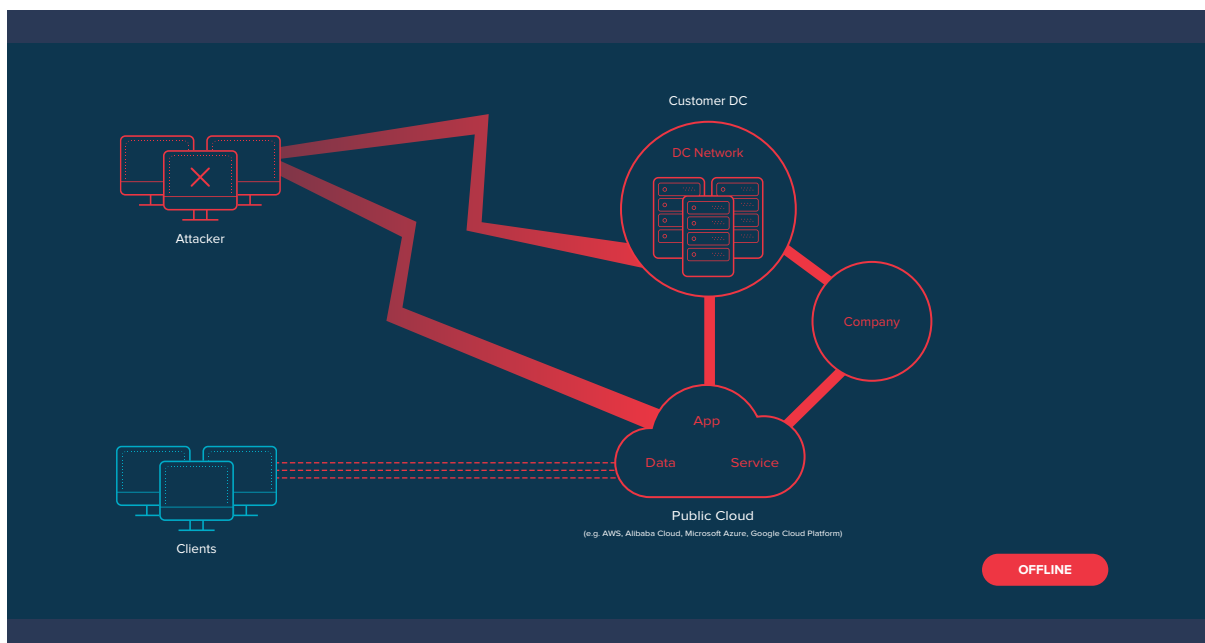 Customer DC
DC Network
Attacker
Company
App
Data
Service
Public Cloud
(e.g. AWS, Alibaba Cloud, Microsoft Azure, Google Cloud Platform)
Clients
OFFLINE